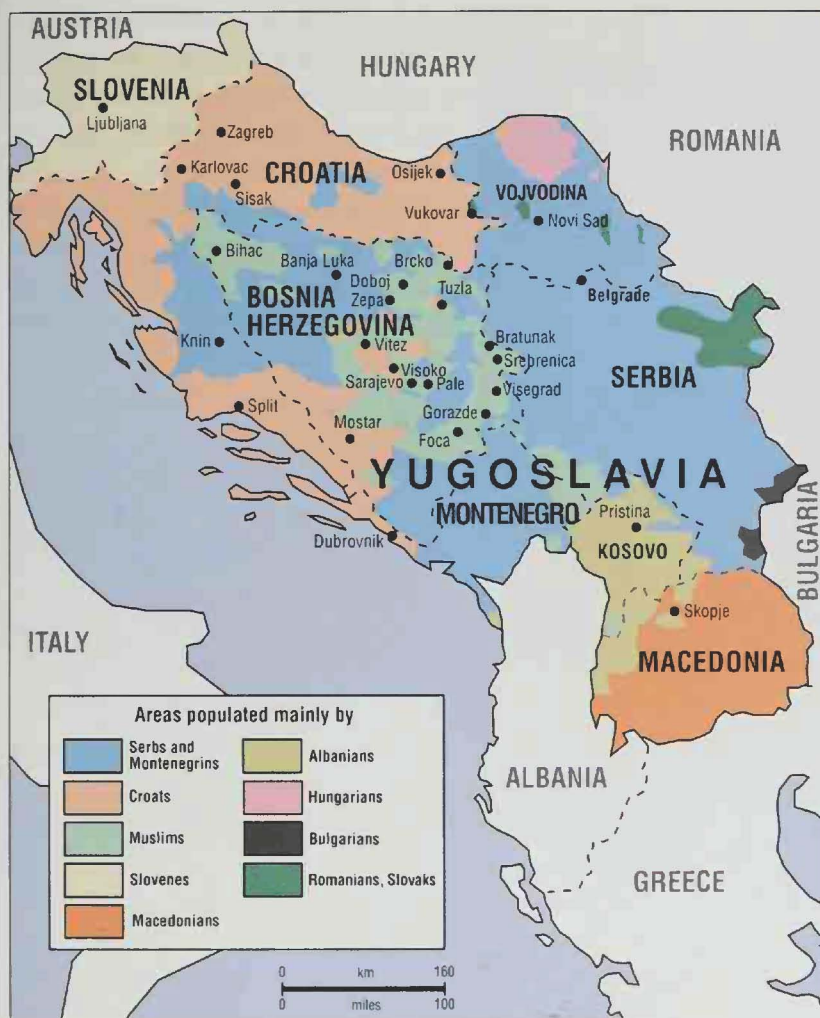 AUSTRIA
HUNGARY
SLOVENIA
Ljubljana
ROMANIA
Zagreb
Karlovac
CROATIA
Osijek
Sisak
VOJVODINA
Vukovar
Novi Sad
Bihac
Banja Luka
Brcko
Doboj
Tuzla
Belgrade
BOSNIA
HERZEGOVINA
Zepa
Knin
Vitez
Bratunak
Srebrenica
Visoko
SERBIA
Sarajevo
Pale
Visegrad
Split
Gorazde
Mostar
Foca
YUGOSLAVIA
MONTENEGRO
Pristina
Dubrovnik
KOSOVO
BULGARIA
Skopje
ITALY
MACEDONIA
Areas populated mainly by
Serbs and
Montenegrins
Croats
Muslims
Slovenes
Macedonians
Albanians
Hungarians
Bulgarians
Romanians, Slovaks
ALBANIA
GREECE
0 km 160
0 miles 100